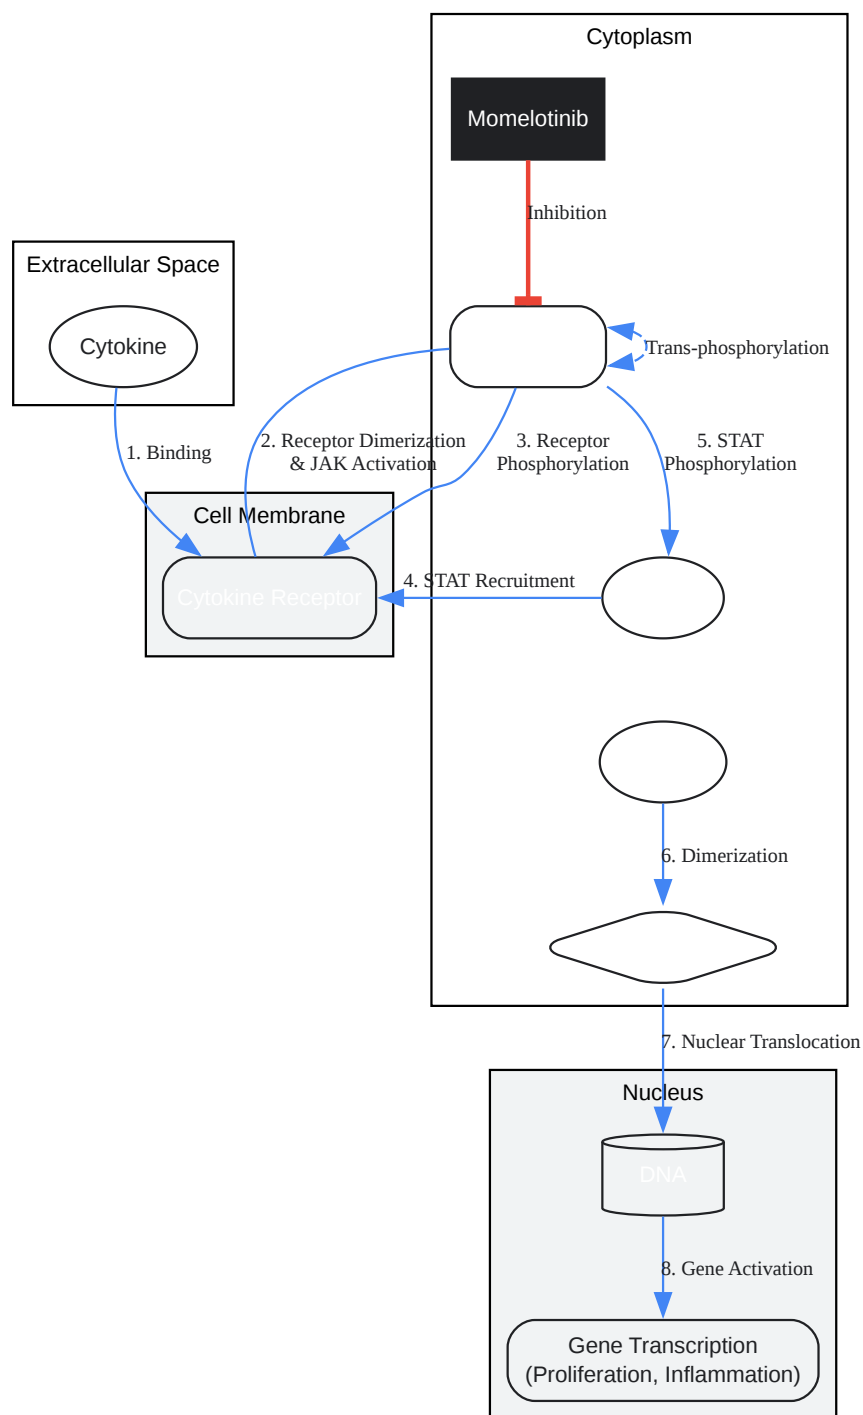 Cytoplasm
Momelotinib
Inhibition
Extracellular Space
Cytokine
Trans-phosphorylation
1. Binding
2. Receptor Dimerization
& JAK Activation
3. Receptor
Phosphorylation
5. STAT
Phosphorylation
Cell Membrane
Cytokine Receptor
4. STAT Recruitment
6. Dimerization
7. Nuclear Translocation
Nucleus
DNA
8. Gene Activation
Gene Transcription
(Proliferation, Inflammation)